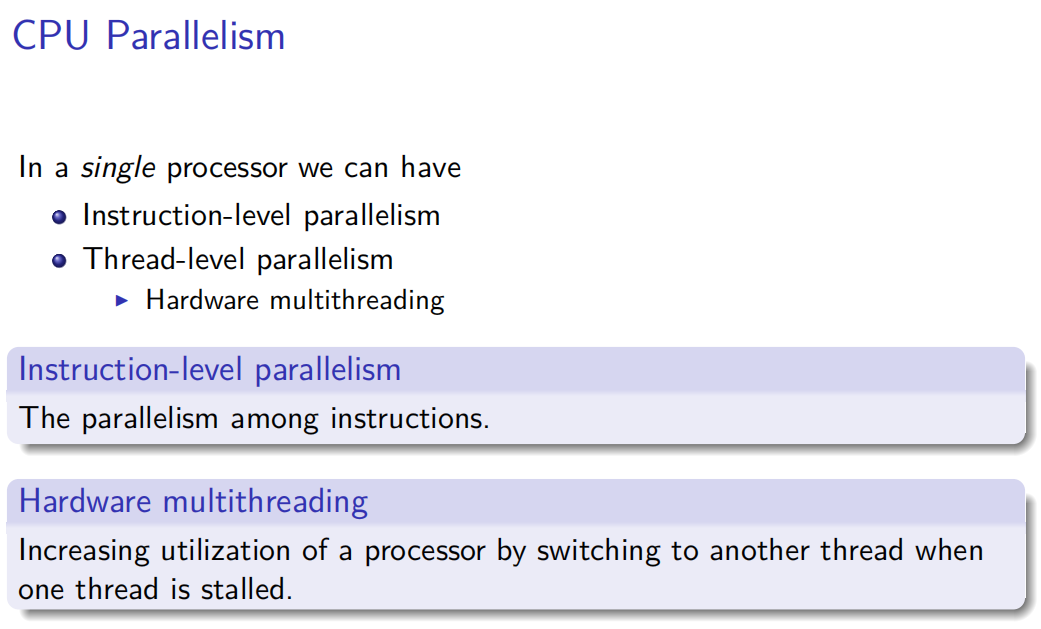 CPU Parallelism
In a single processor we can have
Instruction-level parallelism
Thread-level parallelism
Hardware multithreading
Instruction-level parallelism
The parallelism among instructions.
Hardware multithreading
Increasing utilization of a processor by switching to another thread when
one thread is stalled.